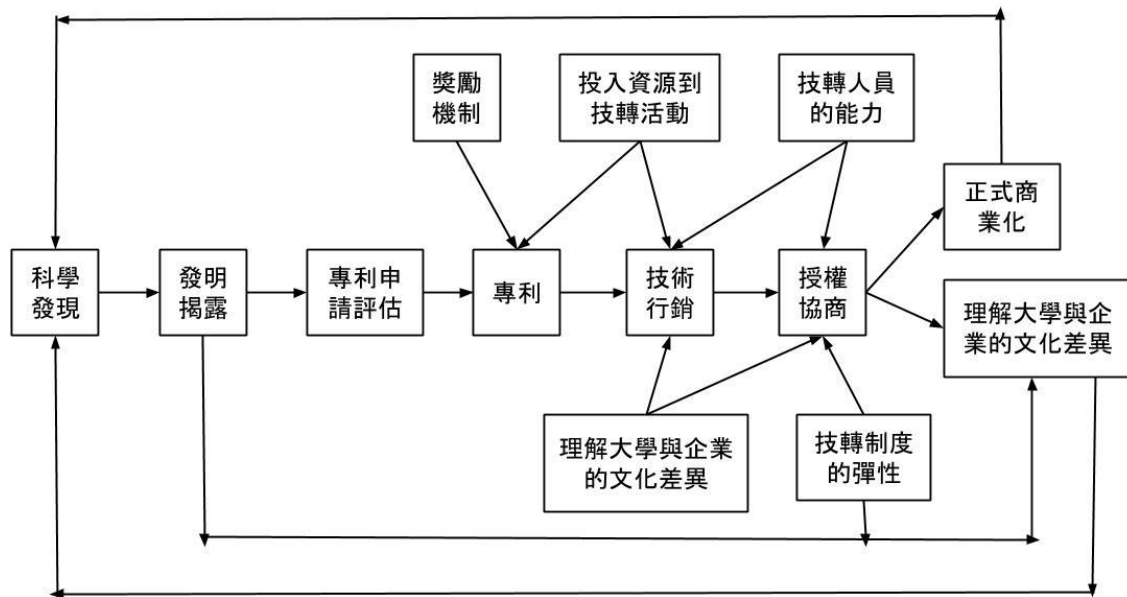 獎勵
機制
投入資源到
技轉活動
技轉人員
的能力
正式商
業化
科學
發現
發明
揭露
專利申
請評估
專利
技術
行銷
授權
協商
理解大學與企
業的文化差異
理解大學與企業
的文化差異
技轉制度
的彈性